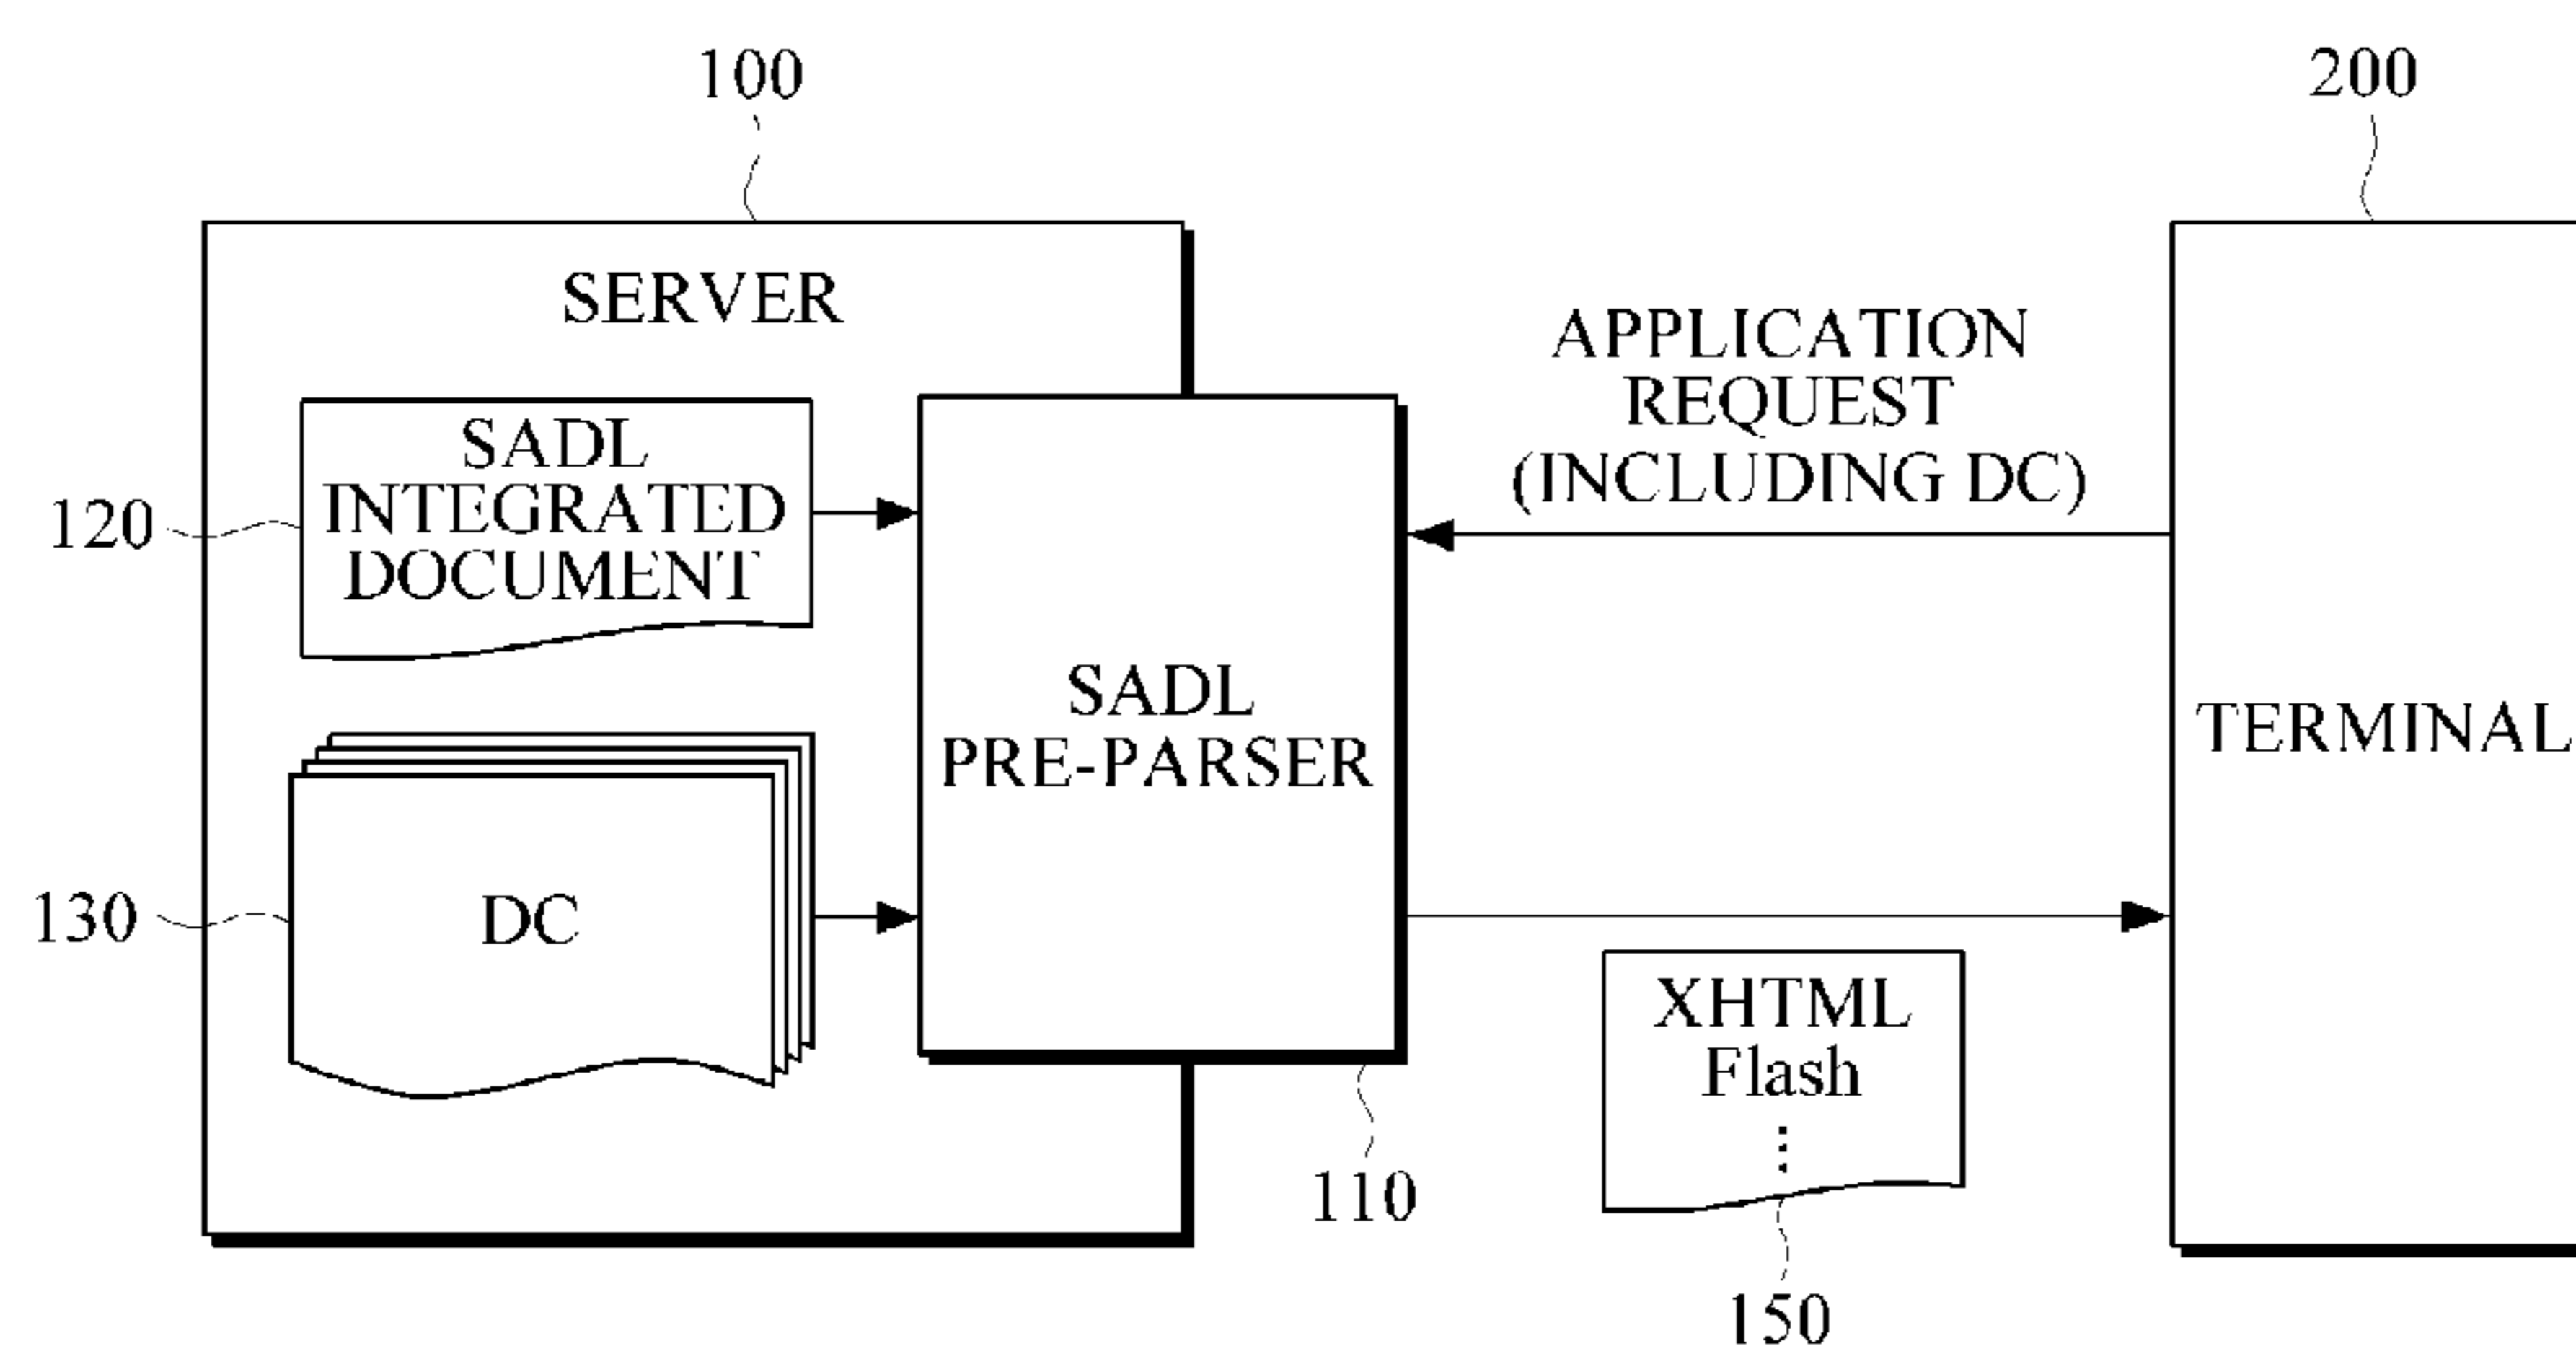 100
200
SERVER
APPLICATION
REQUEST
(INCLUDING DC)
120
SADL
INTEGRATED
DOCUMENT
SADL
PRE-PARSER
TERMINAL
130
DC
XHTML
Flash
⋮
110
150